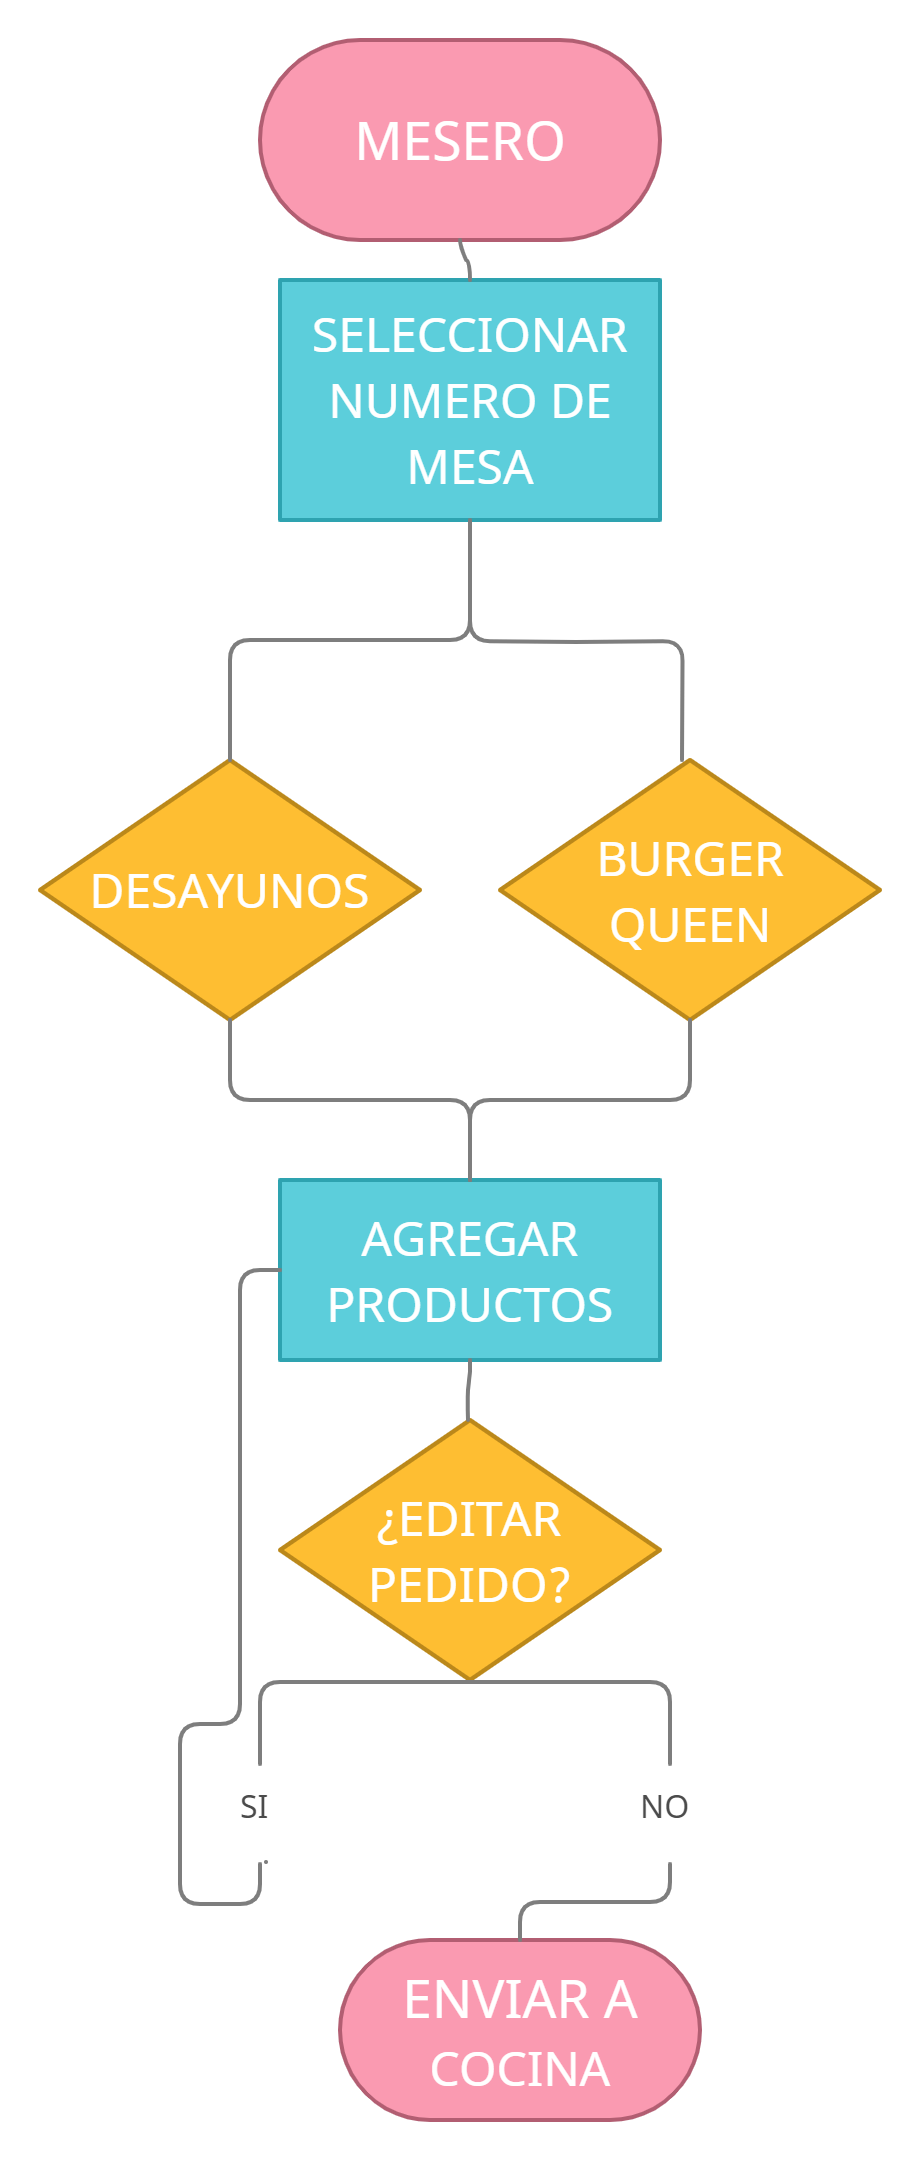 MESERO
SELECCIONAR
NUMERO DE
MESA
DESAYUNOS
BURGER
QUEEN
AGREGAR
PRODUCTOS
¿EDITAR
PEDIDO?
SI
NO
ENVIAR A
COCINA